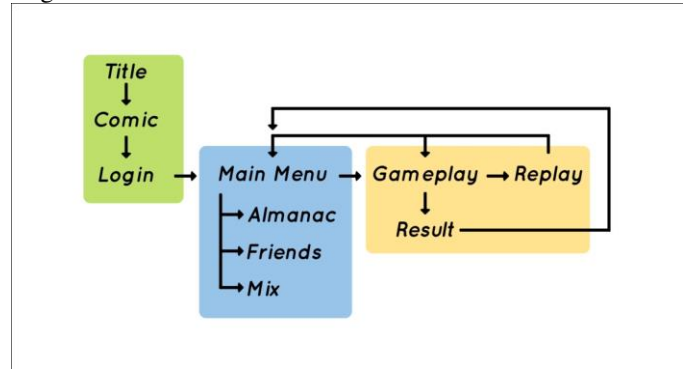 Title
Comic
Login
Main Menu
Almanac
Friends
Mix
Gameplay
Replay
Result